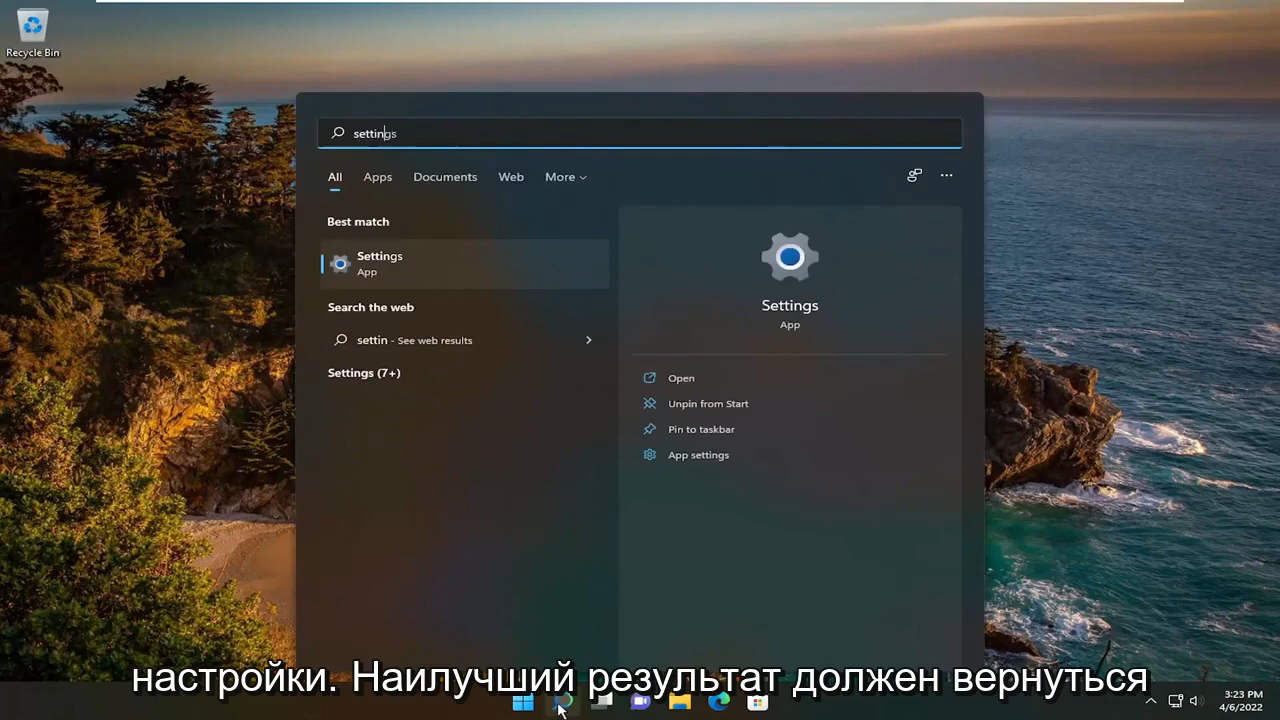 Recycle Bin
settings
All Apps Documents Web More
Best match
Settings
App
Search the web
settin - See web results
Settings (7+)
Settings
App
Open
Unpin from Start
Pin to taskbar
App settings
настройки. Наилучший результат должен вернуться
3:23 PM
4/6/2022